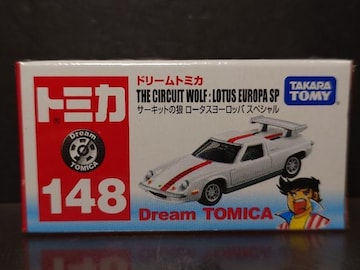 ドリームトミカ
THE CIRCUIT WOLF : LOTUS EUROPA SP
サーキットの狼 ロータスヨーロッパ スペシャル
TAKARA
TOMY
トミカ
Dream
TOMICA
148
Dream TOMICA